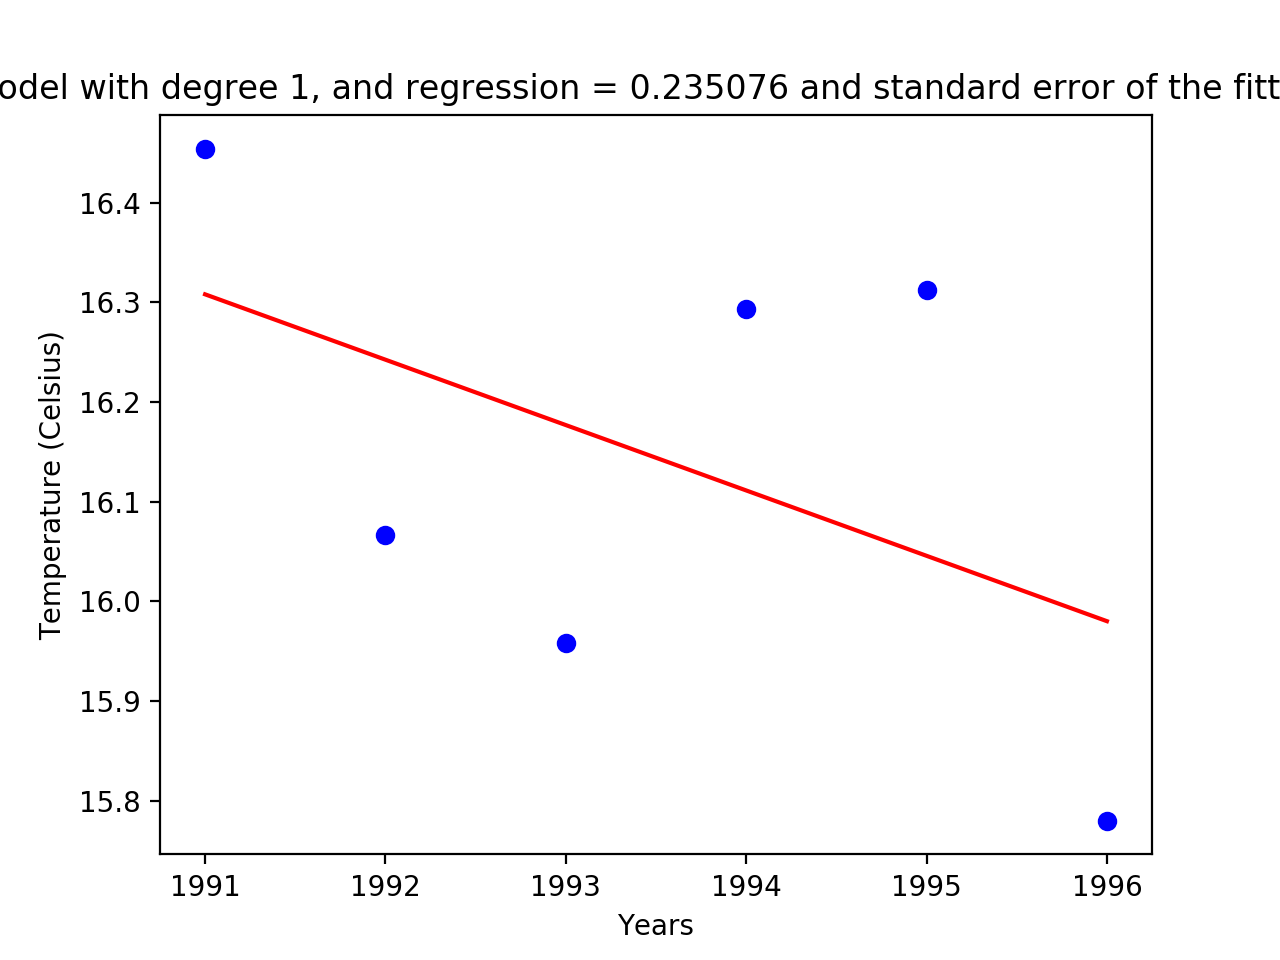 odel with degree 1, and regression = 0.235076 and standard error of the fitt
16.4
16.3
16.2
16.1
16.0
15.9
15.8
Temperature (Celsius)
1991 1992 1993 1994 1995 1996
Years